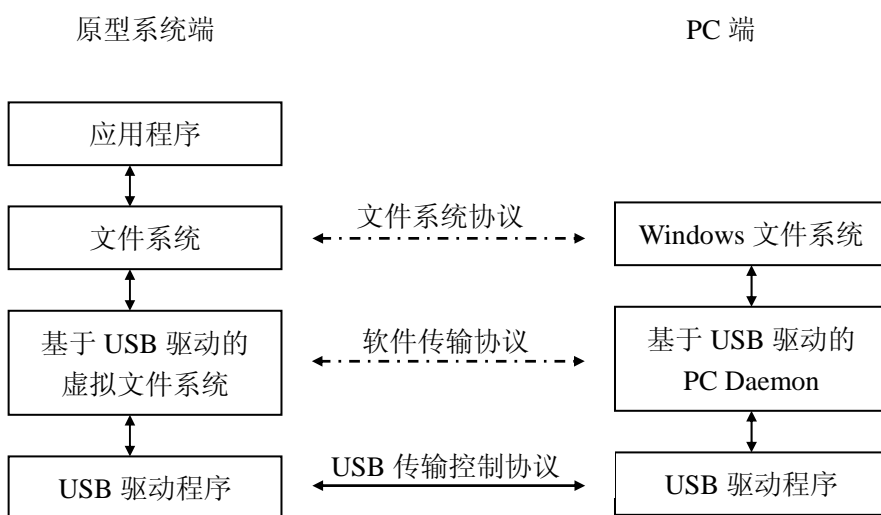 原型系统端
PC 端
应用程序
文件系统
文件系统协议
Windows 文件系统
基于 USB 驱动的
虚拟文件系统
软件传输协议
基于 USB 驱动的
PC Daemon
USB 驱动程序
USB 传输控制协议
USB 驱动程序